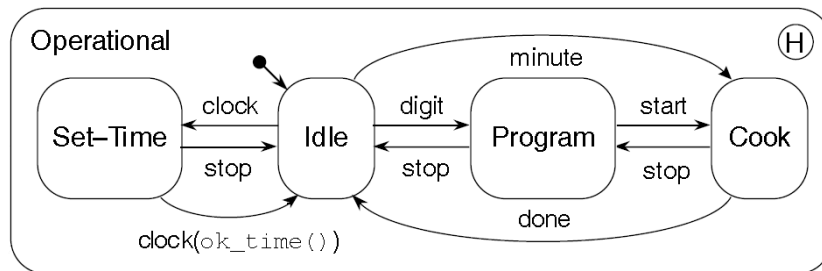 Operational
H
minute
clock
digit
start
Set–Time
Idle
Program
Cook
stop
stop
stop
done
clock(ok_time())